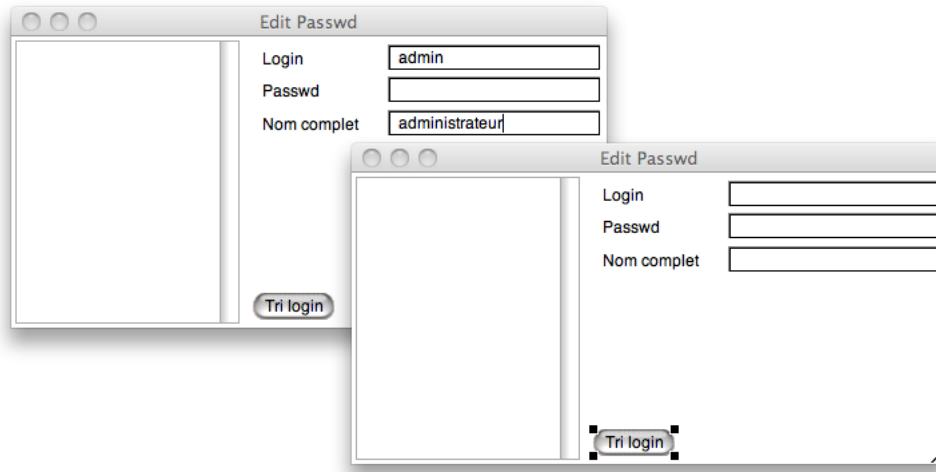 Edit Passwd
Login admin
Passwd
Nom complet administrateur
Tri login
Edit Passwd
Login
Passwd
Nom complet
Tri login